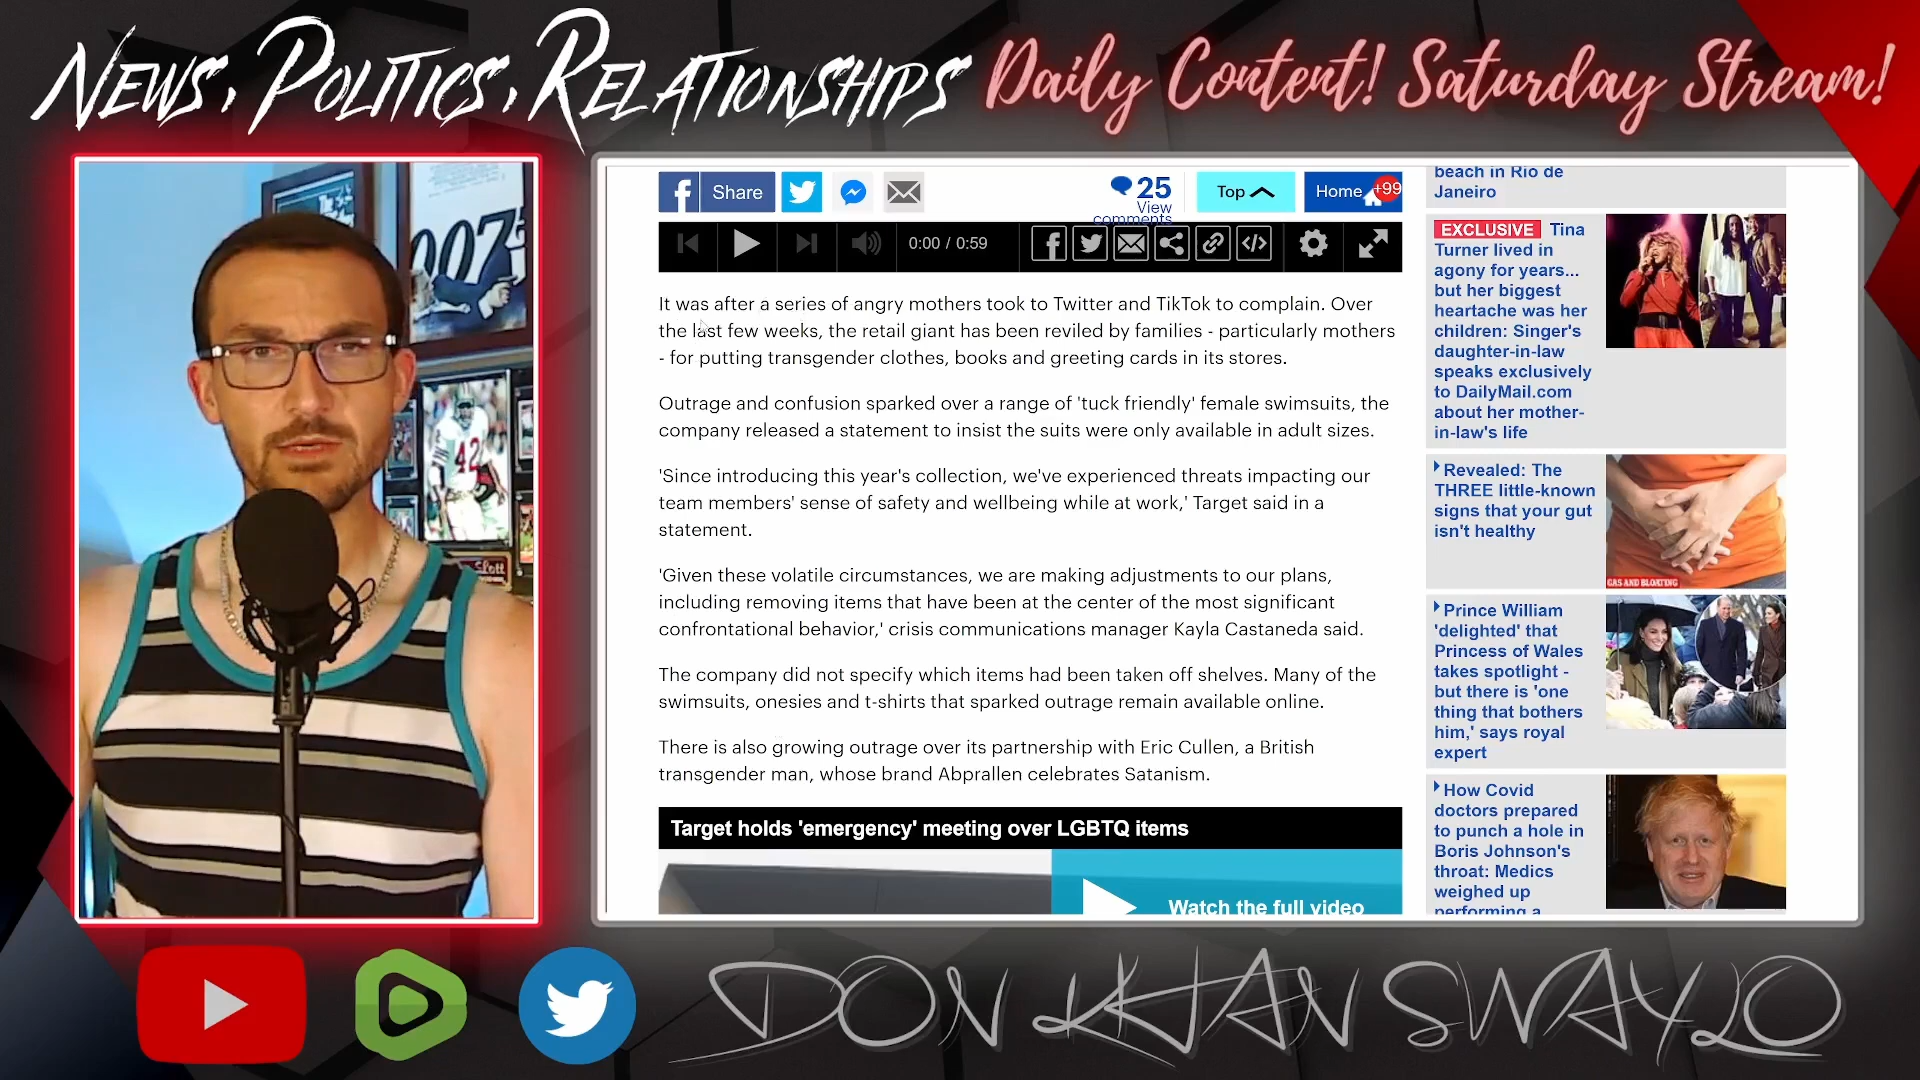 NEWS, POLITICS, RELATIONSHIPS Daily Content! Saturday Stream!
007
42
f Share
25
View
comments
Top
Home +99
0:00 / 0:59
It was after a series of angry mothers took to Twitter and TikTok to complain. Over
the last few weeks, the retail giant has been reviled by families - particularly mothers
- for putting transgender clothes, books and greeting cards in its stores.
Outrage and confusion sparked over a range of 'tuck friendly' female swimsuits, the
company released a statement to insist the suits were only available in adult sizes.
'Since introducing this year's collection, we've experienced threats impacting our
team members' sense of safety and wellbeing while at work,' Target said in a
statement.
'Given these volatile circumstances, we are making adjustments to our plans,
including removing items that have been at the center of the most significant
confrontational behavior,' crisis communications manager Kayla Castaneda said.
The company did not specify which items had been taken off shelves. Many of the
swimsuits, onesies and t-shirts that sparked outrage remain available online.
There is also growing outrage over its partnership with Eric Cullen, a British
transgender man, whose brand Abprallen celebrates Satanism.
Target holds 'emergency' meeting over LGBTQ items
Watch the full video
beach in Rio de
Janeiro
EXCLUSIVE Tina
Turner lived in
agony for years...
but her biggest
heartache was her
children: Singer's
daughter-in-law
speaks exclusively
to DailyMail.com
about her mother-
in-law's life
Revealed: The
THREE little-known
signs that your gut
isn't healthy
GAS AND BLOATING
Prince William
'delighted' that
Princess of Wales
takes spotlight -
but there is 'one
thing that bothers
him,' says royal
expert
How Covid
doctors prepared
to punch a hole in
Boris Johnson's
throat: Medics
weighed up
performing a
DON KHAN SWAYLO